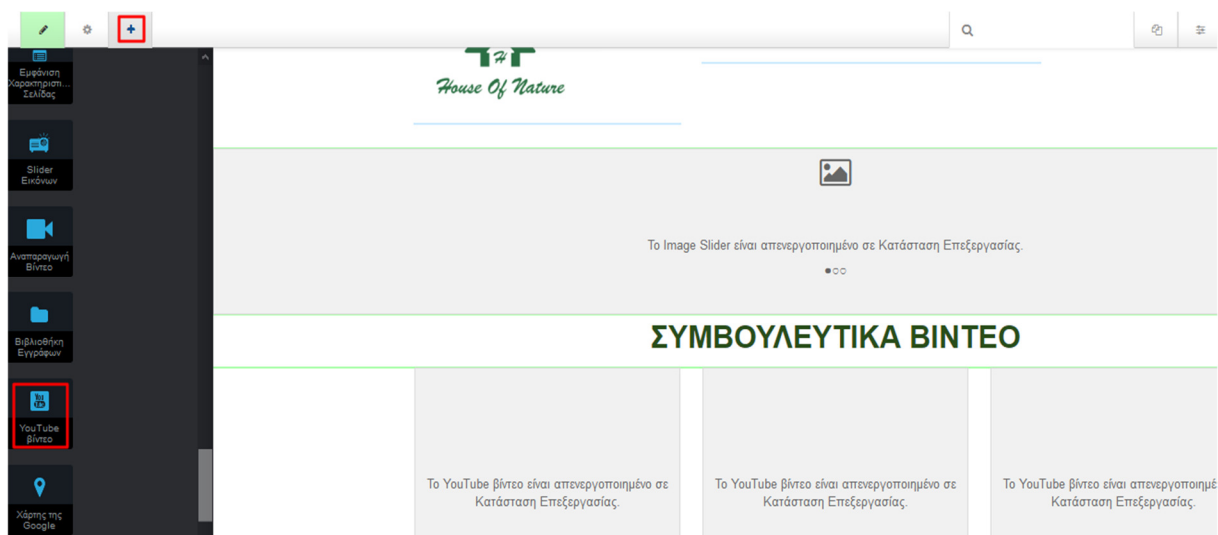 H
House Of Nature
Εμφάνιση
Χαρακτηριστι...
Σελίδας
Slider
Εικόνων
Αναπαραγωγή
Βίντεο
Βιβλιοθήκη
Εγγράφων
You
Tube
YouTube
βίντεο
Χάρτης της
Google
Το Image Slider είναι απενεργοποιημένο σε Κατάσταση Επεξεργασίας.
ΣΥΜΒΟΥΛΕΥΤΙΚΑ ΒΙΝΤΕΟ
Το YouTube βίντεο είναι απενεργοποιημένο σε
Κατάσταση Επεξεργασίας.
Το YouTube βίντεο είναι απενεργοποιημένο σε
Κατάσταση Επεξεργασίας.
Το YouTube βίντεο είναι απενεργοποιημέ
Κατάσταση Επεξεργασίας.